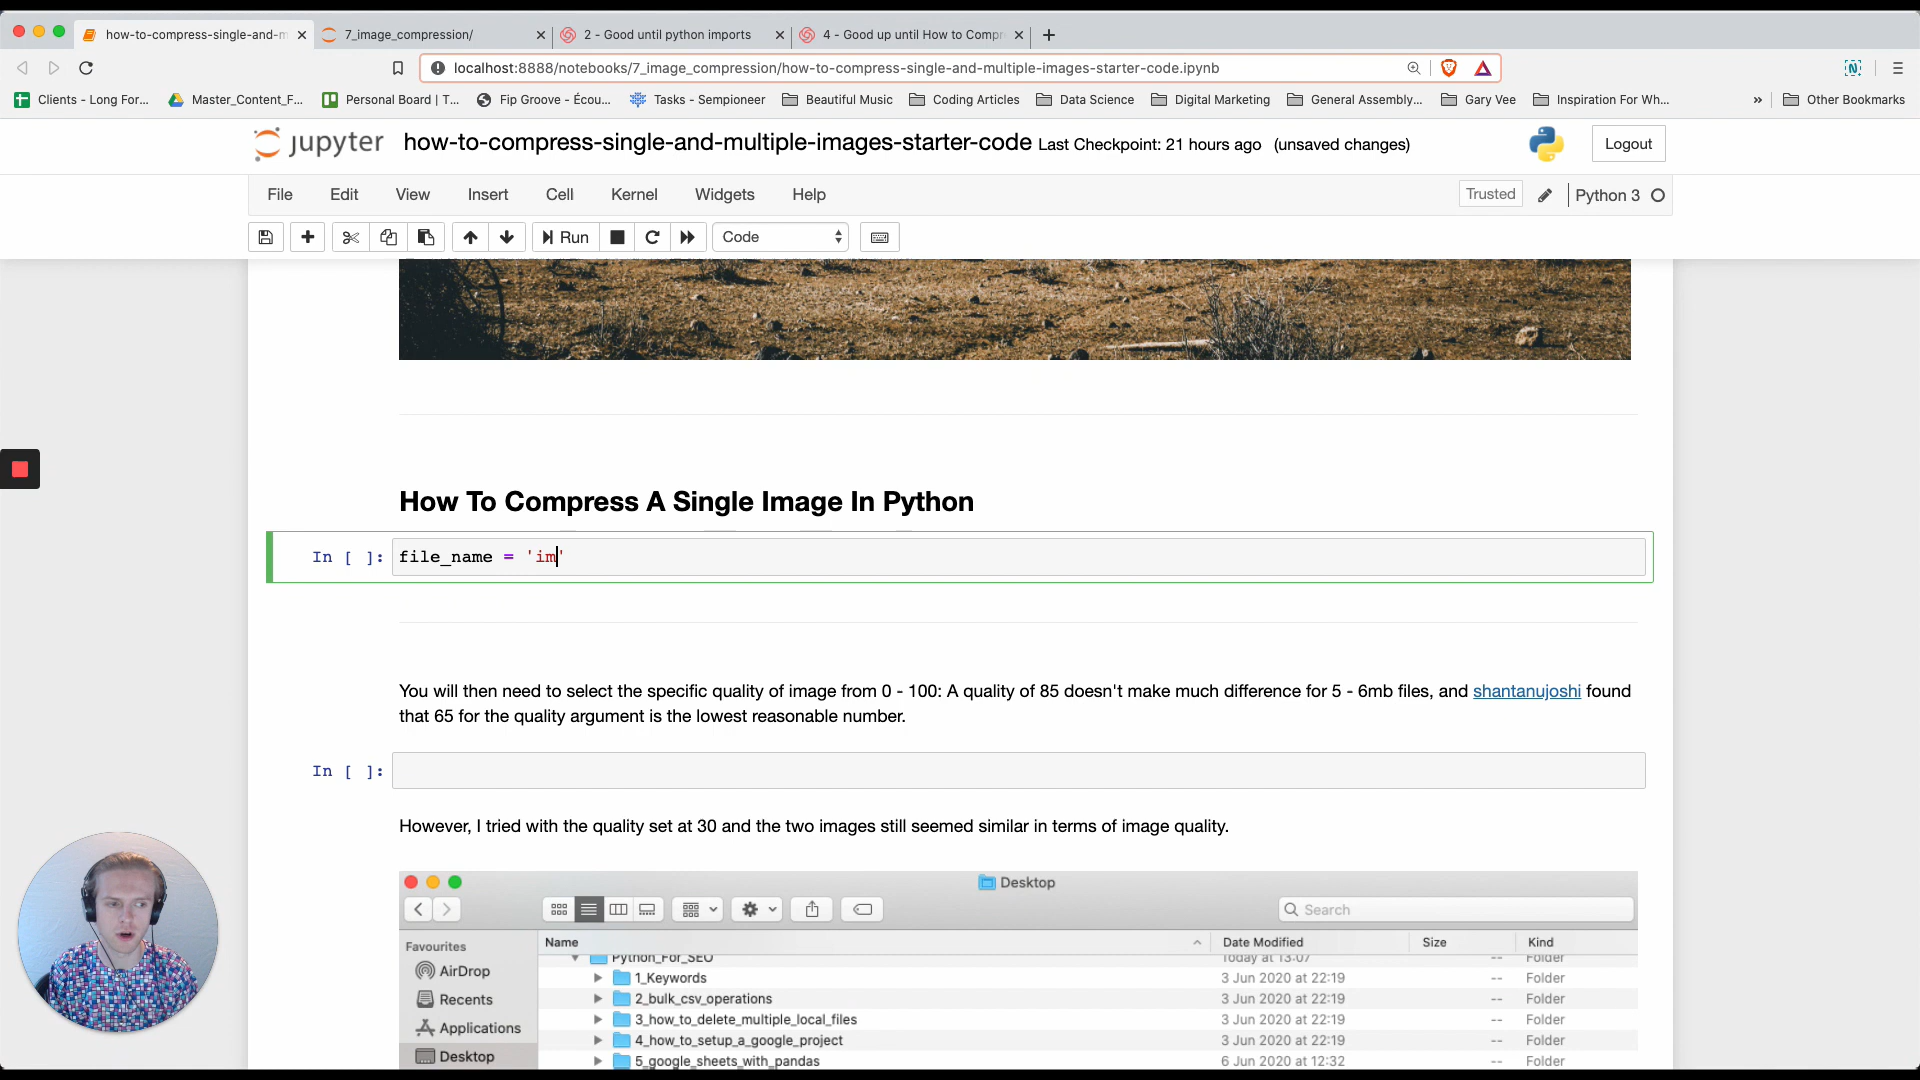 how-to-compress-single-and-m
7_image_compression/
2 - Good until python imports
4 - Good up until How to Compr
localhost:8888/notebooks/7_image_compression/how-to-compress-single-and-multiple-images-starter-code.ipynb
Clients - Long For...
Master_Content_F...
Personal Board | T...
Fip Groove - Écou...
Tasks - Sempioneer
Beautiful Music
Coding Articles
Data Science
Digital Marketing
General Assembly...
Gary Vee
Inspiration For Wh...
»
Other Bookmarks
jupyter
how-to-compress-single-and-multiple-images-starter-code Last Checkpoint: 21 hours ago (unsaved changes)
Logout
File Edit View Insert Cell Kernel Widgets Help
Trusted
Python 3
Run
Code
How To Compress A Single Image In Python
In [ ]: file_name = 'im'
You will then need to select the specific quality of image from 0 - 100: A quality of 85 doesn't make much difference for 5 - 6mb files, and shantanujoshi found
that 65 for the quality argument is the lowest reasonable number.
In [ ]:
However, I tried with the quality set at 30 and the two images still seemed similar in terms of image quality.
Desktop
Search
Favourites
AirDrop
Recents
Applications
Desktop
Name Date Modified Size Kind
Python_For_SEO Today at 13:07 -- Folder
1_Keywords 3 Jun 2020 at 22:19 -- Folder
2_bulk_csv_operations 3 Jun 2020 at 22:19 -- Folder
3_how_to_delete_multiple_local_files 3 Jun 2020 at 22:19 -- Folder
4_how_to_setup_a_google_project 3 Jun 2020 at 22:19 -- Folder
5_google_sheets_with_pandas 6 Jun 2020 at 12:32 -- Folder